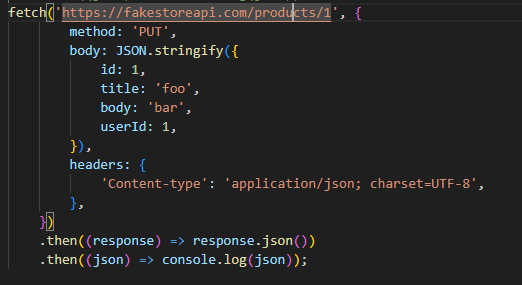 fetch('https://fakestoreapi.com/products/1', {
method: 'PUT',
body: JSON.stringify({
id: 1,
title: 'foo',
body: 'bar',
userId: 1,
}),
headers: {
'Content-type': 'application/json; charset=UTF-8',
},
})
.then((response) => response.json())
.then((json) => console.log(json));